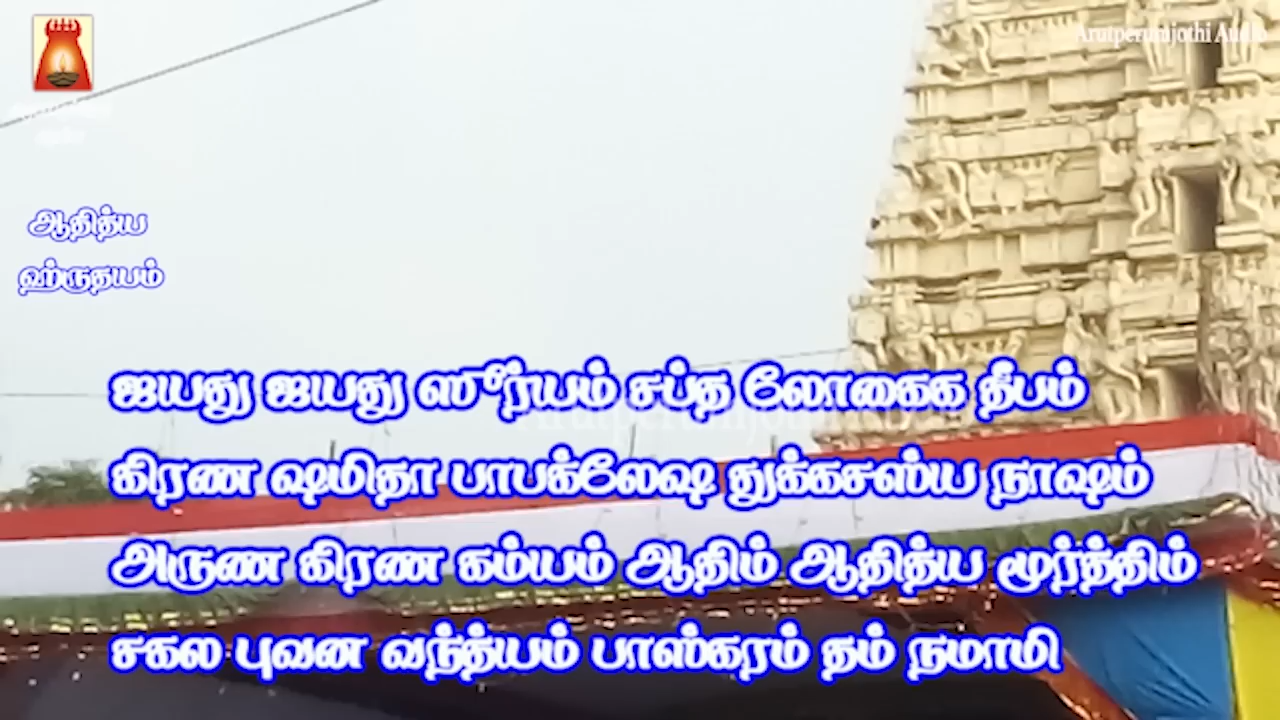 Arutperumjothi Audio
ஆதித்ய
ஹ்ருதயம்
ஜயது ஜயது ஸூர்யம் சப்த லோகைக தீபம்
கிரண ஷமிதா பாபக்லேஷ துக்கசஸ்ய நாஷம்
அருண கிரண கம்யம் ஆதிம் ஆதித்ய மூர்த்திம்
சகல புவன வந்த்யம் பாஸ்கரம் தம் நமாமி